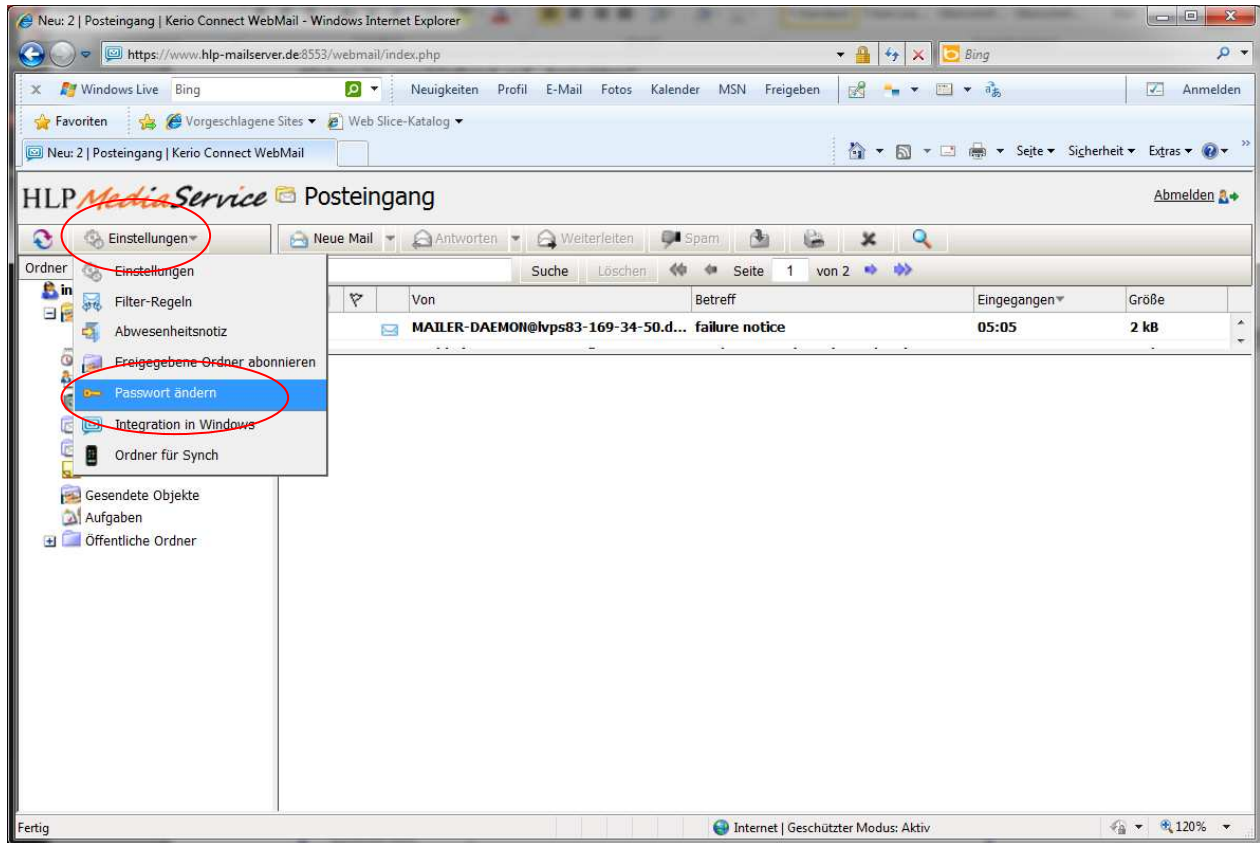 Neu: 2 | Posteingang | Kerio Connect WebMail - Windows Internet Explorer
https://www.hlp-mailserver.de:8553/webmail/index.php
Bing
x Windows Live Bing Neuigkeiten Profil E-Mail Fotos Kalender MSN Freigeben Anmelden
Favoriten Vorgeschlagene Sites Web Slice-Katalog
Neu: 2 | Posteingang | Kerio Connect WebMail Seite Sicherheit Extras
HLP MediaService Posteingang Abmelden
Einstellungen Neue Mail Antworten Weiterleiten Spam
Ordner Suche Löschen Seite 1 von 2
Einstellungen
in
Filter-Regeln Von Betreff Eingegangen Größe
Abwesenheitsnotiz MAILER-DAEMON@lvps83-169-34-50.d... failure notice 05:05 2 kB
Freigegebene Ordner abonnieren
Passwort ändern
Integration in Windows
Ordner für Synch
Gesendete Objekte
Aufgaben
Öffentliche Ordner
Fertig Internet | Geschützter Modus: Aktiv 120%